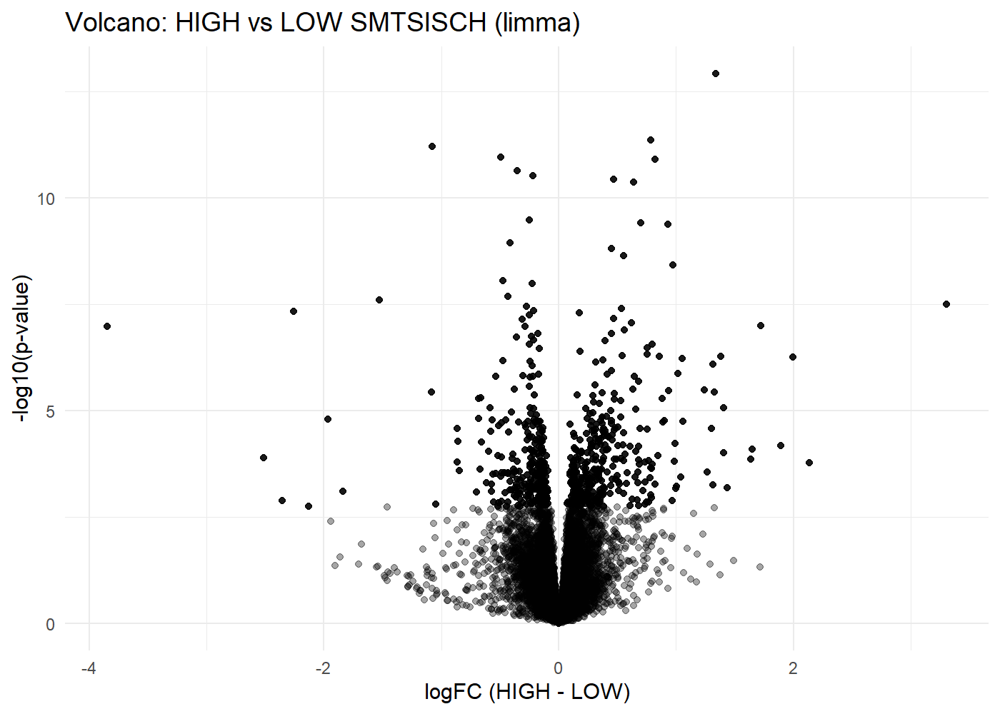 Volcano: HIGH vs LOW SMTSISCH (limma)
-log10(p-value)
10
5
0
-4 -2 0 2
logFC (HIGH - LOW)